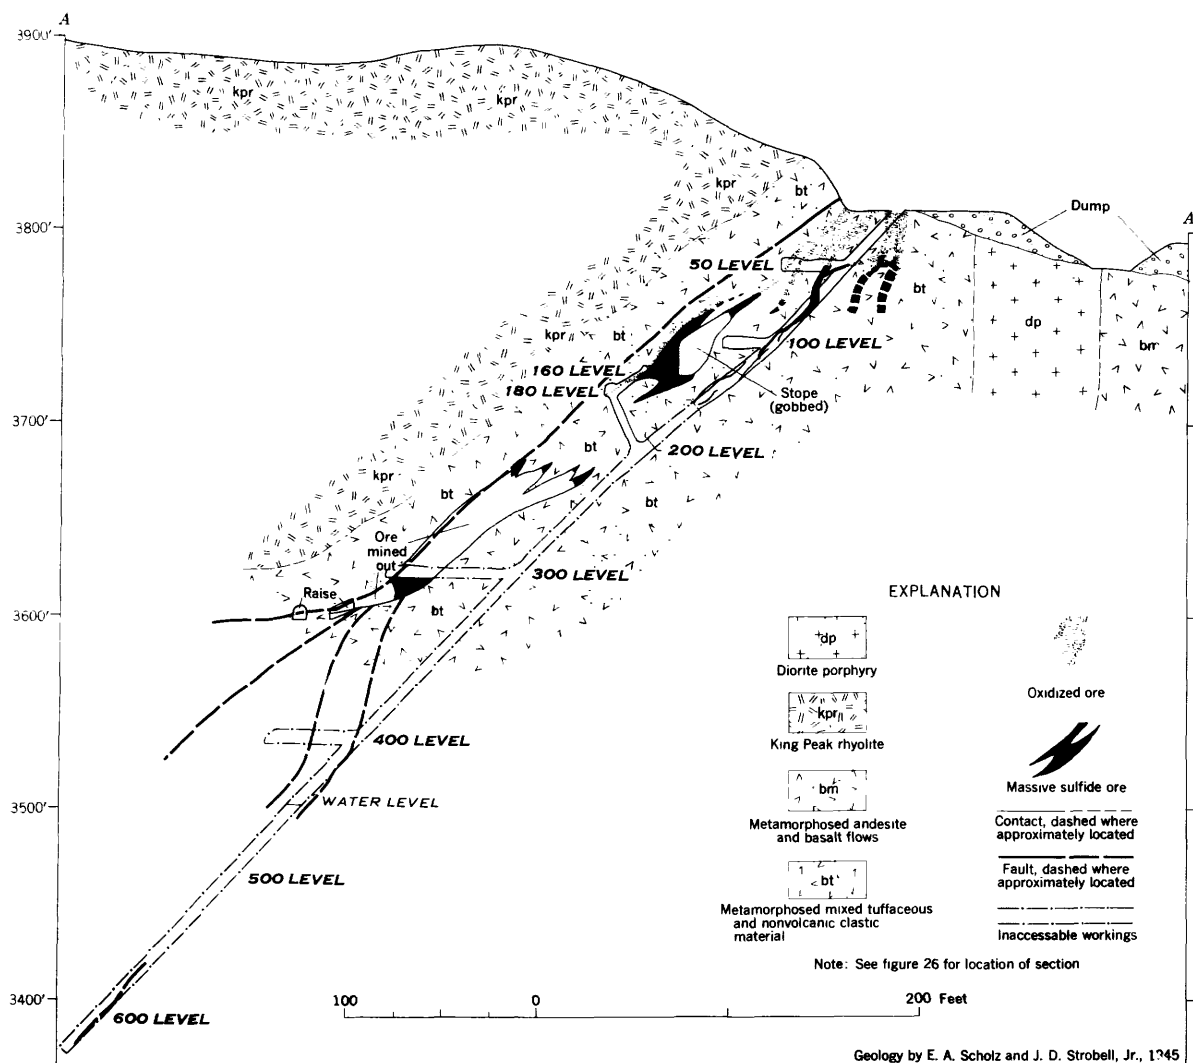 A
3900'
kpr
kpr
kpr
bt
3800'
Dump
A
50 LEVEL
bt
dp
bm
kpr
bt
100 LEVEL
160 LEVEL
180 LEVEL
Stope
(gobbed)
3700'
bt
200 LEVEL
kpr
bt
bt
Ore
mined
out
300 LEVEL
Raise
3600'
bt
400 LEVEL
WATER LEVEL
3500'
500 LEVEL
3400'
600 LEVEL
EXPLANATION
dp
Diorite porphyry
kpr
King Peak rhyolite
bm
Metamorphosed andesite
and basalt flows
bt
Metamorphosed mixed tuffaceous
and nonvolcanic clastic
material
Oxidized ore
Massive sulfide ore
Contact, dashed where
approximately located
Fault, dashed where
approximately located
Inaccessable workings
Note: See figure 26 for location of section
100
0
200 Feet
Geology by E. A. Scholz and J. D. Strobell, Jr., 1945